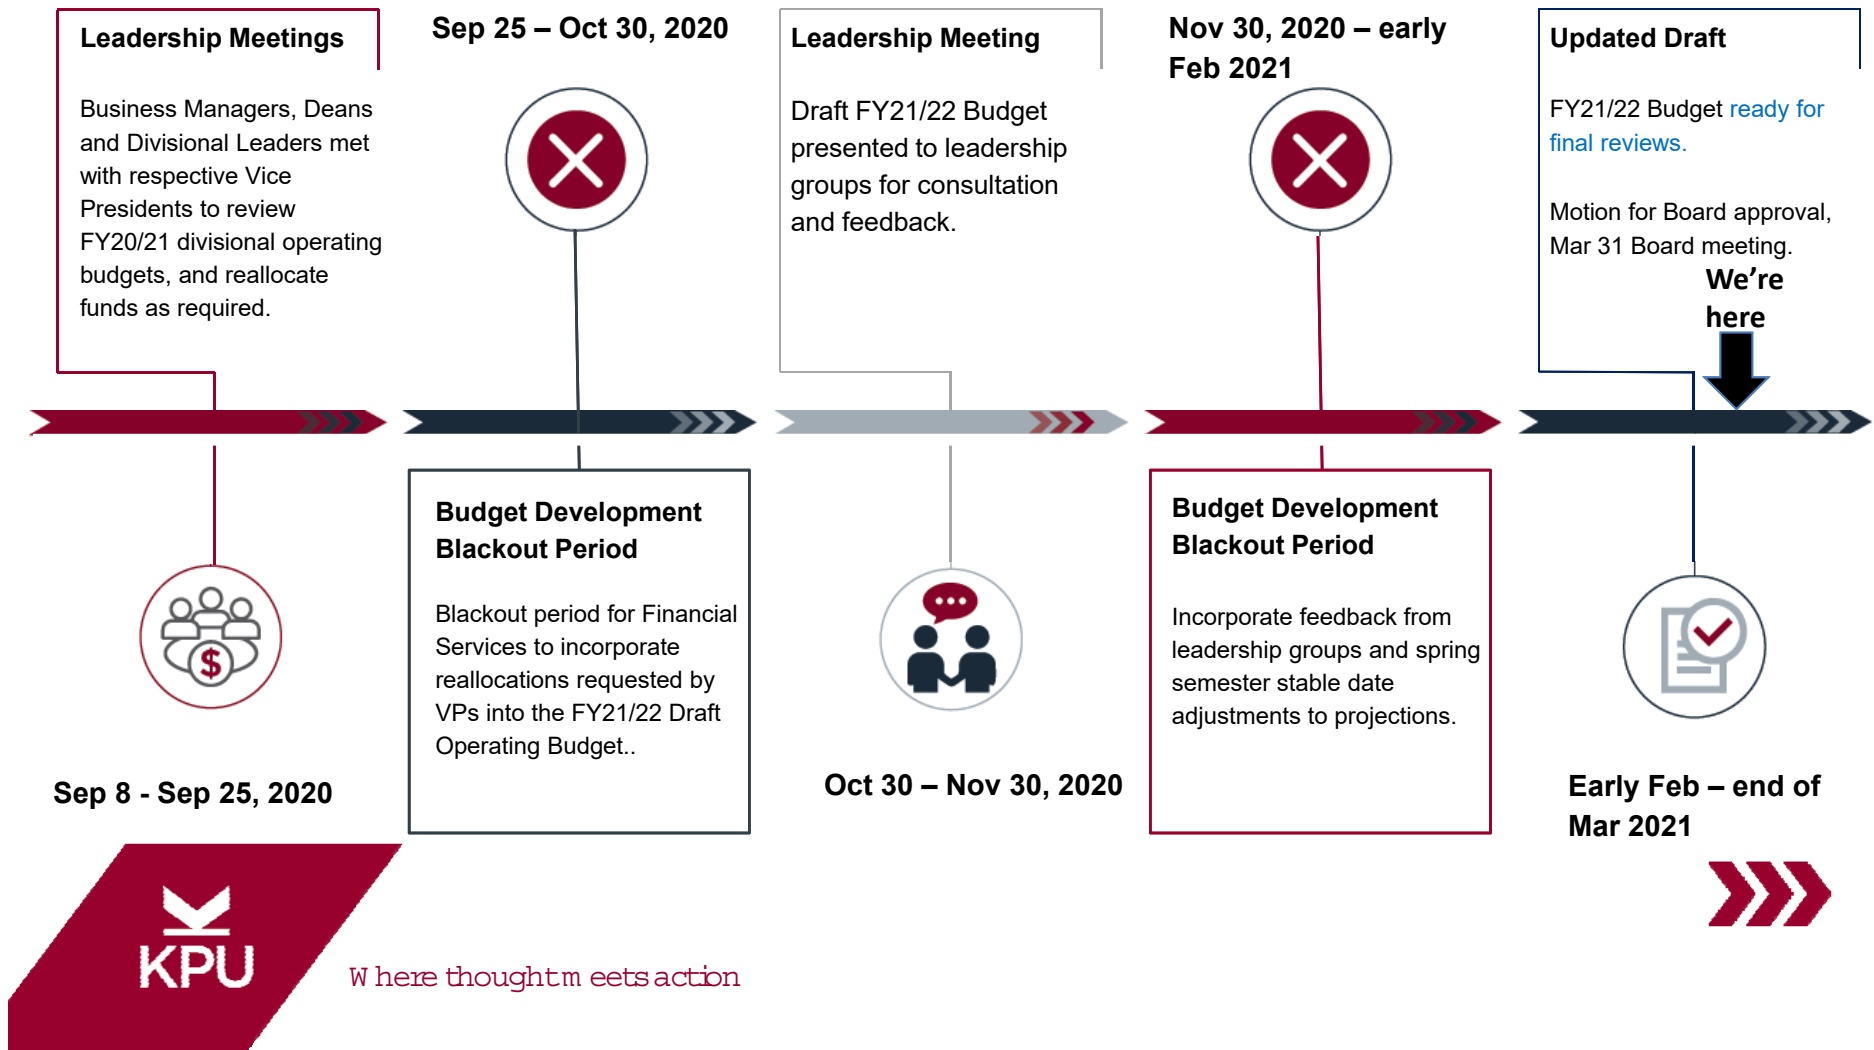 Leadership Meetings
Business Managers, Deans
and Divisional Leaders met
with respective Vice
Presidents to review
FY20/21 divisional operating
budgets, and reallocate
funds as required.
Sep 8 - Sep 25, 2020
Sep 25 – Oct 30, 2020
Budget Development
Blackout Period
Blackout period for Financial
Services to incorporate
reallocations requested by
VPs into the FY21/22 Draft
Operating Budget..
Leadership Meeting
Draft FY21/22 Budget
presented to leadership
groups for consultation
and feedback.
Oct 30 – Nov 30, 2020
Nov 30, 2020 – early
Feb 2021
Budget Development
Blackout Period
Incorporate feedback from
leadership groups and spring
semester stable date
adjustments to projections.
Updated Draft
FY21/22 Budget ready for
final reviews.
Motion for Board approval,
Mar 31 Board meeting.
We’re
here
Early Feb – end of
Mar 2021
$
KPU
Where thought meets action